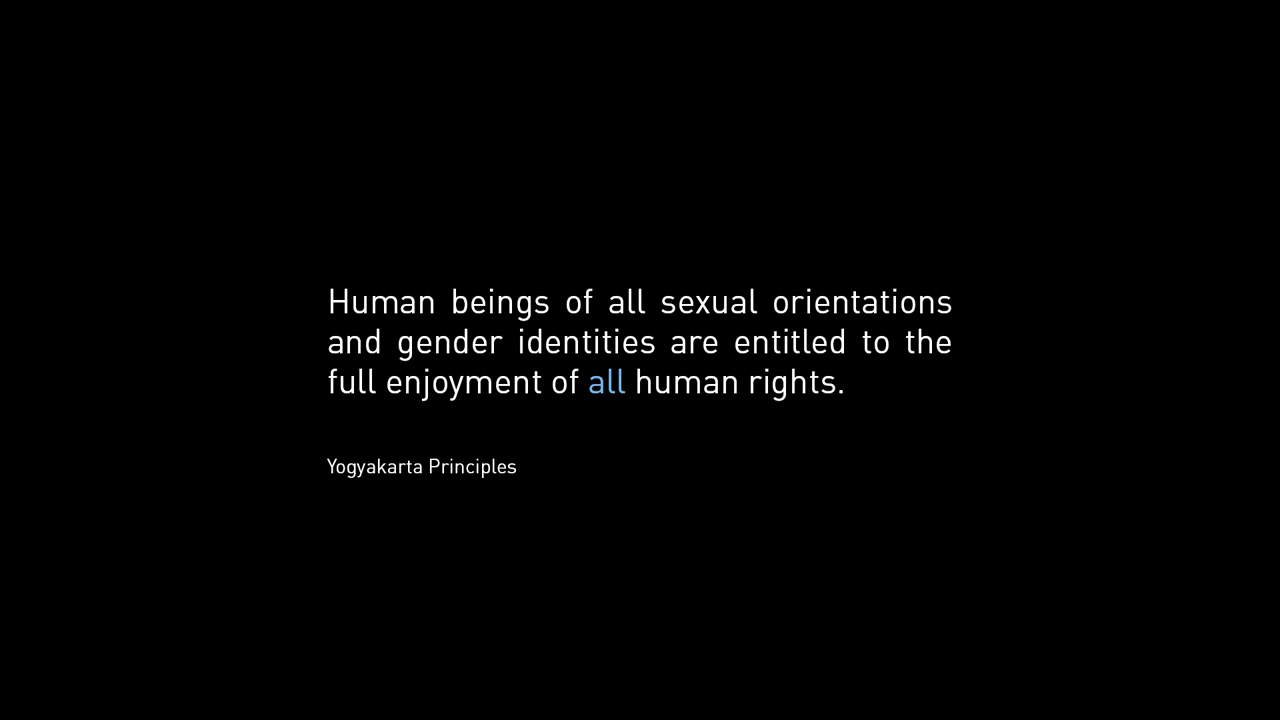 Human beings of all sexual orientations
and gender identities are entitled to the
full enjoyment of all human rights.
Yogyakarta Principles